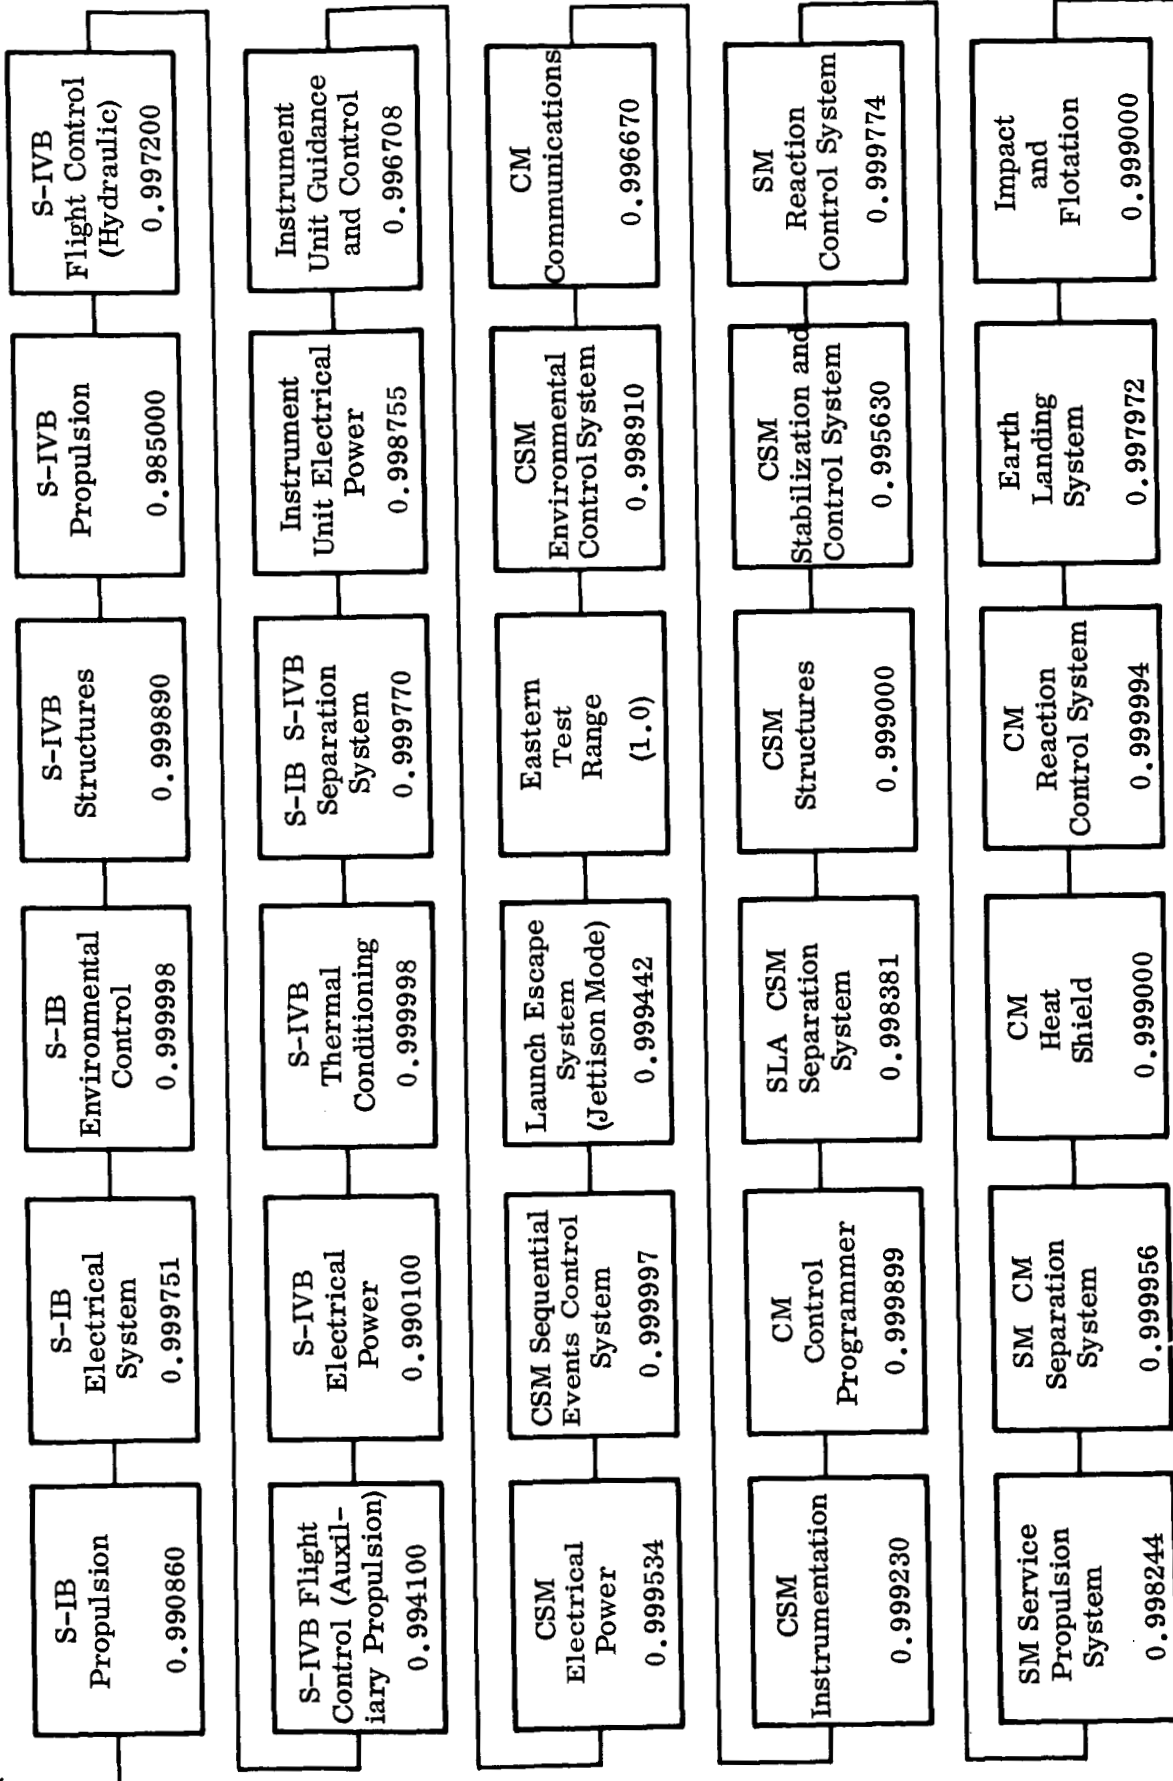 S-IB
Propulsion
0.990860
S-IB
Electrical
System
0.999751
S-IB
Environmental
Control
0.999998
S-IVB
Structures
0.999890
S-IVB
Propulsion
0.985000
S-IVB
Flight Control
(Hydraulic)
0.997200
S-IVB Flight
Control (Auxil-
iary Propulsion)
0.994100
S-IVB
Electrical
Power
0.990100
S-IVB
Thermal
Conditioning
0.999998
S-IB S-IVB
Separation
System
0.999770
Instrument
Unit Electrical
Power
0.998755
Instrument
Unit Guidance
and Control
0.996708
CSM
Electrical
Power
0.999534
CSM Sequential
Events Control
System
0.999997
Launch Escape
System
(Jettison Mode)
0.999442
Eastern
Test
Range
(1.0)
CSM
Environmental
Control System
0.998910
CM
Communications
0.996670
CSM
Instrumentation
0.999230
CM
Control
Programmer
0.999899
SLA CSM
Separation
System
0.998381
CSM
Structures
0.999000
CSM
Stabilization and
Control System
0.995630
SM
Reaction
Control System
0.999774
SM Service
Propulsion
System
0.998244
SM CM
Separation
System
0.999956
CM
Heat
Shield
0.999000
CM
Reaction
Control System
0.999994
Earth
Landing
System
0.997972
Impact
and
Flotation
0.999000